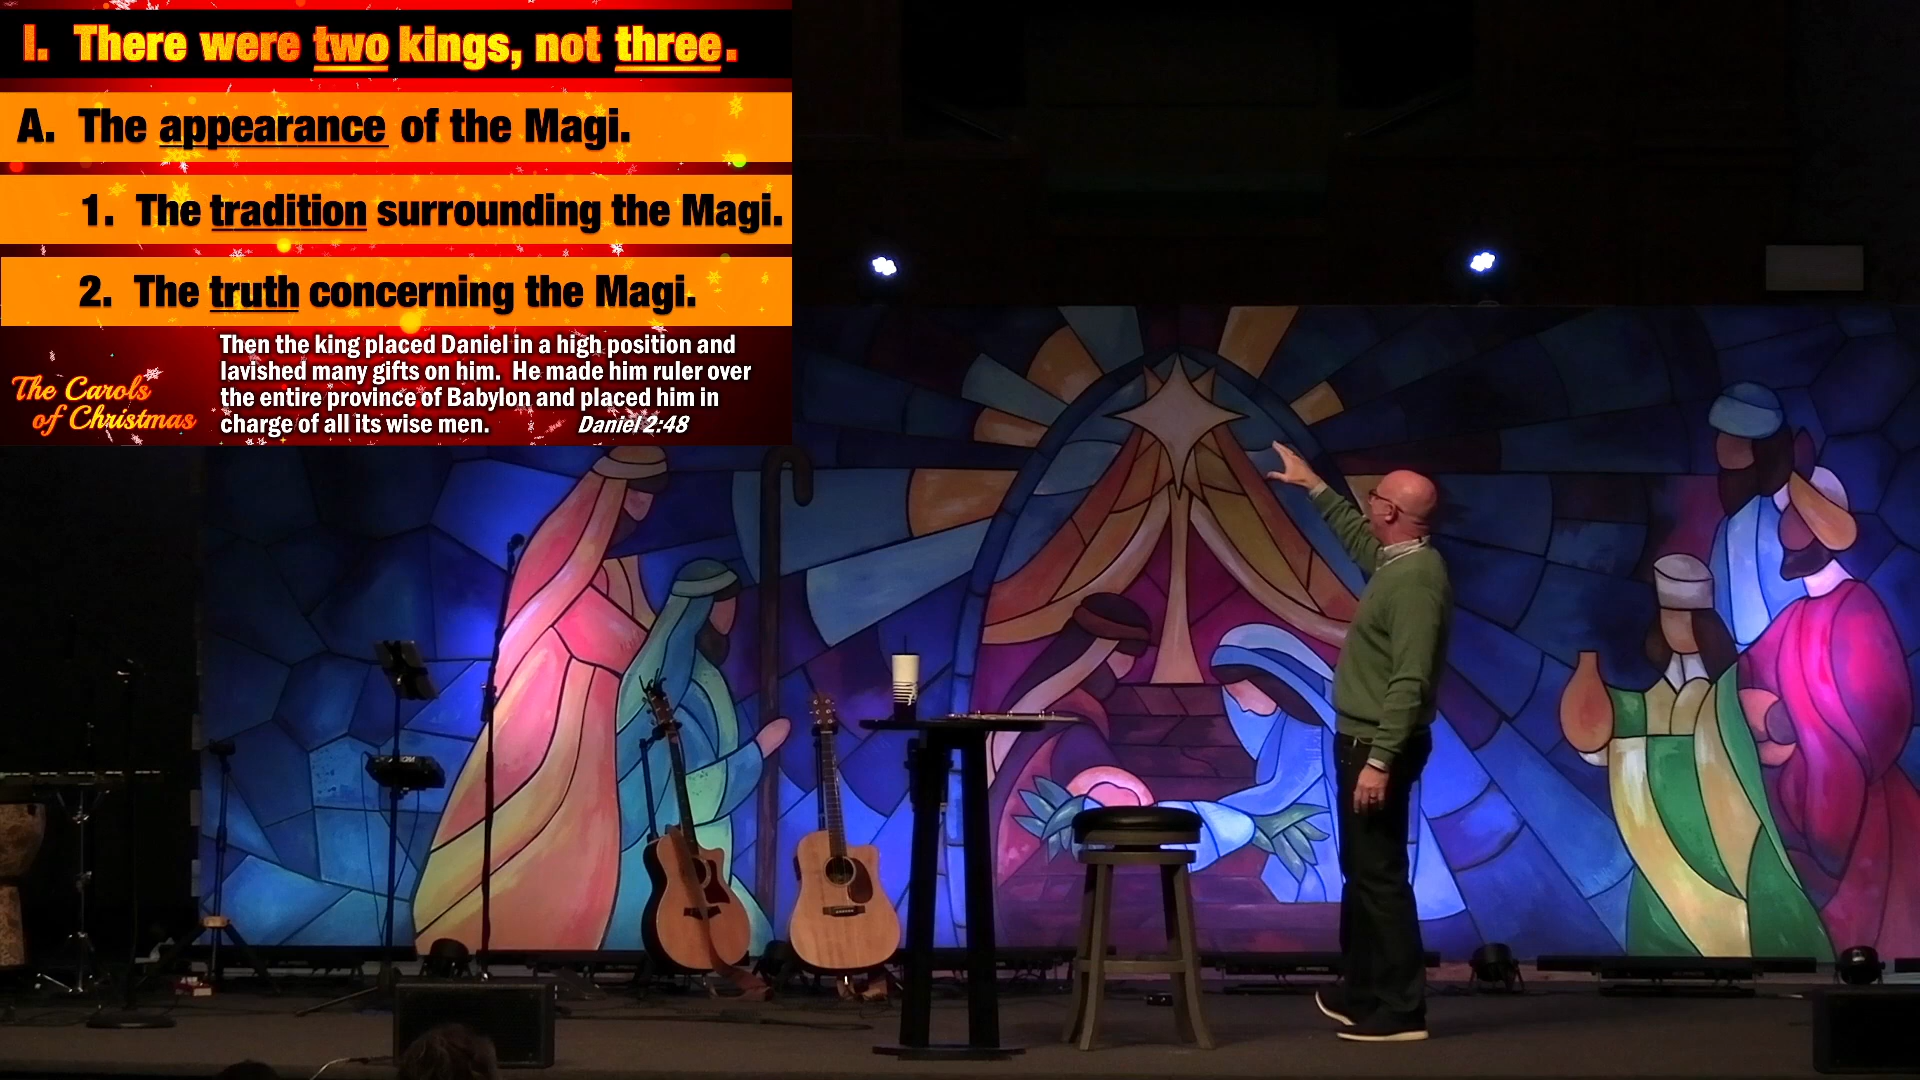 I. There were two kings, not three.
A. The appearance of the Magi.
1. The tradition surrounding the Magi.
2. The truth concerning the Magi.
The Carols
of Christmas
Then the king placed Daniel in a high position and
lavished many gifts on him. He made him ruler over
the entire province of Babylon and placed him in
charge of all its wise men. Daniel 2:48